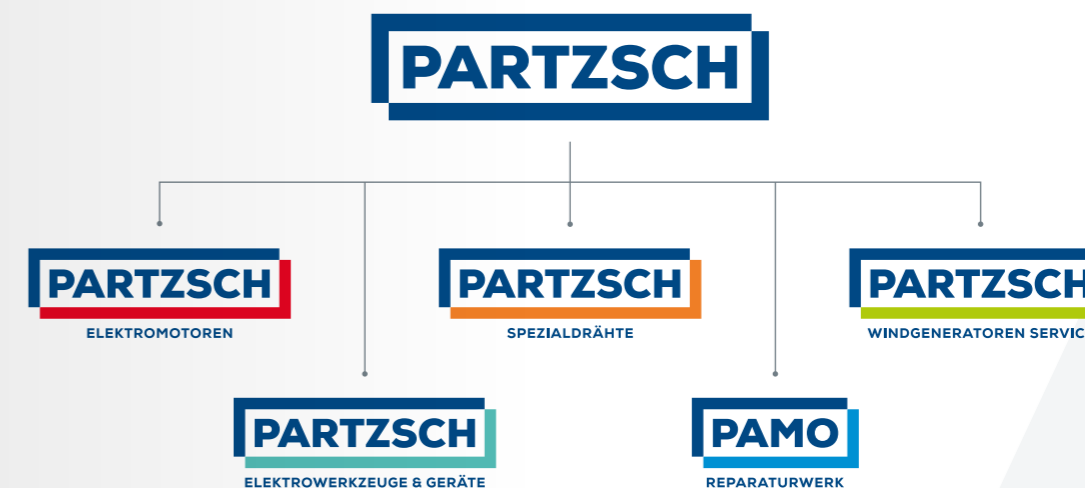 PARTZSCH
PARTZSCH
ELEKTROMOTOREN
PARTZSCH
SPEZIALDRÄHTE
PARTZSCH
WINDGENERATOREN SERVIC
PARTZSCH
ELEKTROWERKZEUGE & GERÄTE
PAMO
REPARATURWERK